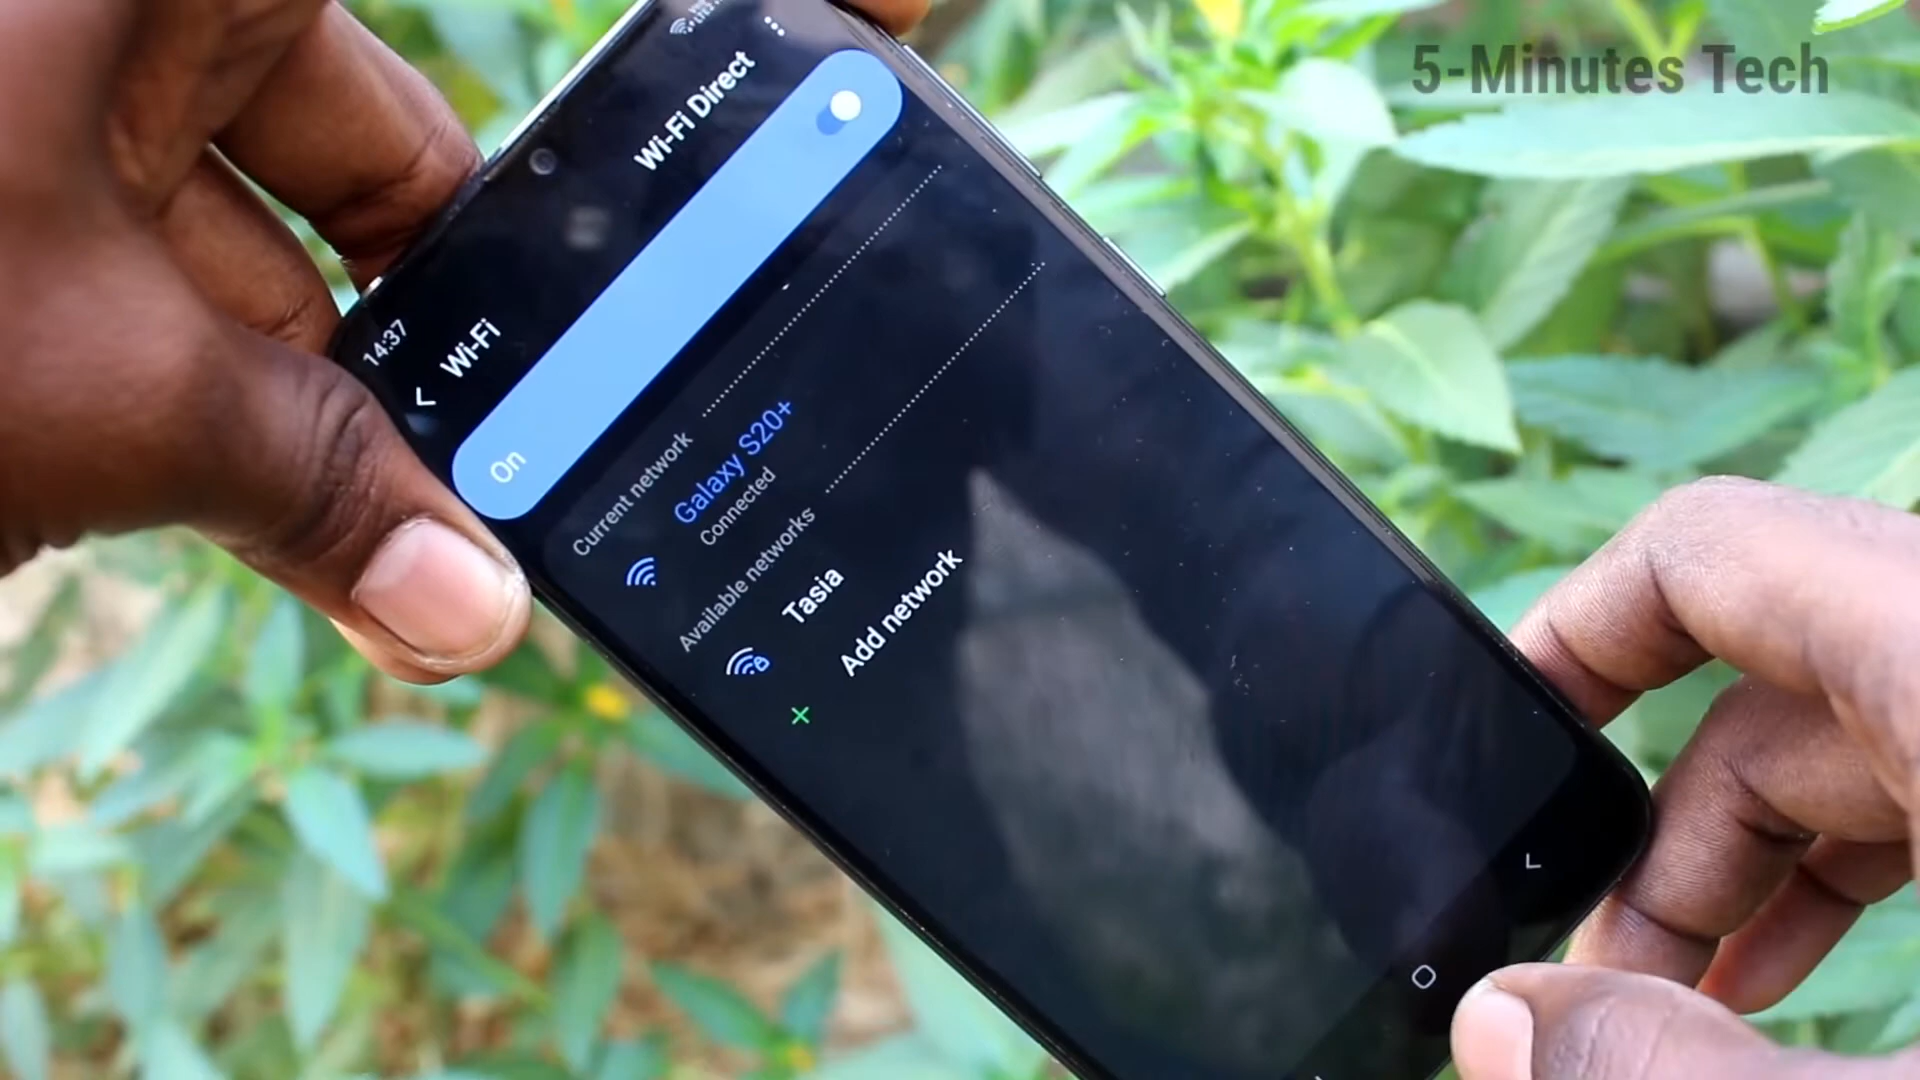 5-Minutes Tech
14:37
Wi-Fi
Wi-Fi Direct
On
Current network
Galaxy S20+
Connected
Available networks
Tasia
Add network